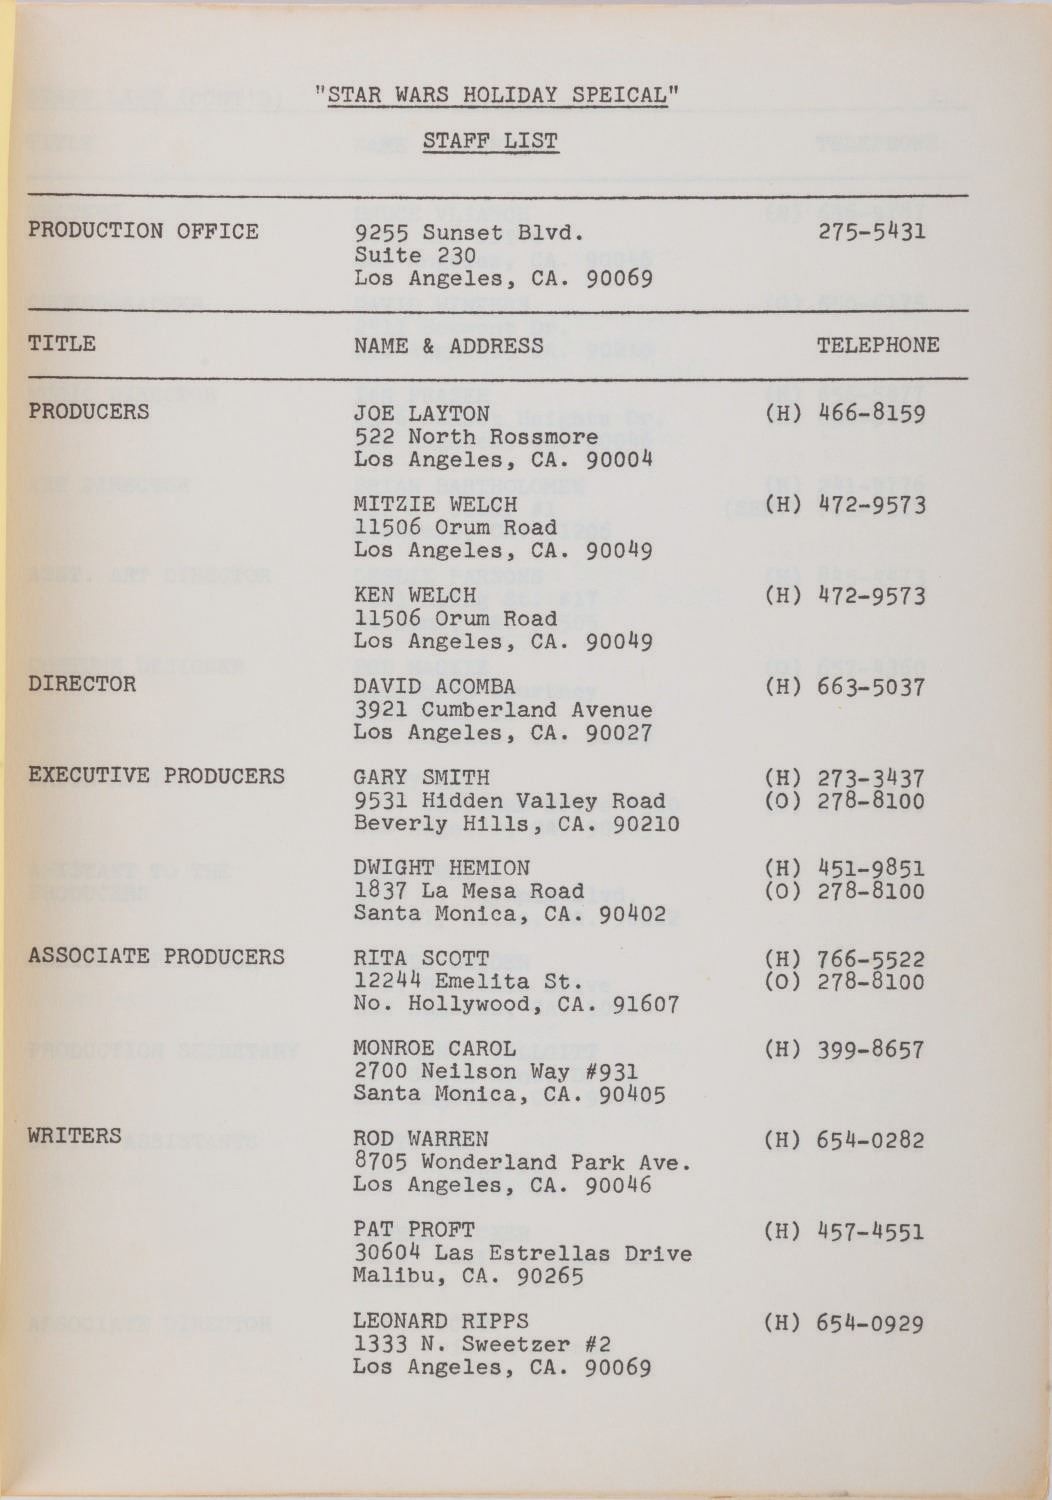 "STAR WARS HOLIDAY SPEICAL"
STAFF LIST
PRODUCTION OFFICE 9255 Sunset Blvd. 275-5431
Suite 230
Los Angeles, CA. 90069
TITLE NAME & ADDRESS TELEPHONE
PRODUCERS JOE LAYTON (H) 466-8159
522 North Rossmore
Los Angeles, CA. 90004
MITZIE WELCH (H) 472-9573
11506 Orum Road
Los Angeles, CA. 90049
KEN WELCH (H) 472-9573
11506 Orum Road
Los Angeles, CA. 90049
DIRECTOR DAVID ACOMBA (H) 663-5037
3921 Cumberland Avenue
Los Angeles, CA. 90027
EXECUTIVE PRODUCERS GARY SMITH (H) 273-3437
9531 Hidden Valley Road (O) 278-8100
Beverly Hills, CA. 90210
DWIGHT HEMION (H) 451-9851
1837 La Mesa Road (O) 278-8100
Santa Monica, CA. 90402
ASSOCIATE PRODUCERS RITA SCOTT (H) 766-5522
12244 Emelita St. (O) 278-8100
No. Hollywood, CA. 91607
MONROE CAROL (H) 399-8657
2700 Neilson Way #931
Santa Monica, CA. 90405
WRITERS ROD WARREN (H) 654-0282
8705 Wonderland Park Ave.
Los Angeles, CA. 90046
PAT PROFT (H) 457-4551
30604 Las Estrellas Drive
Malibu, CA. 90265
LEONARD RIPPS (H) 654-0929
1333 N. Sweetzer #2
Los Angeles, CA. 90069